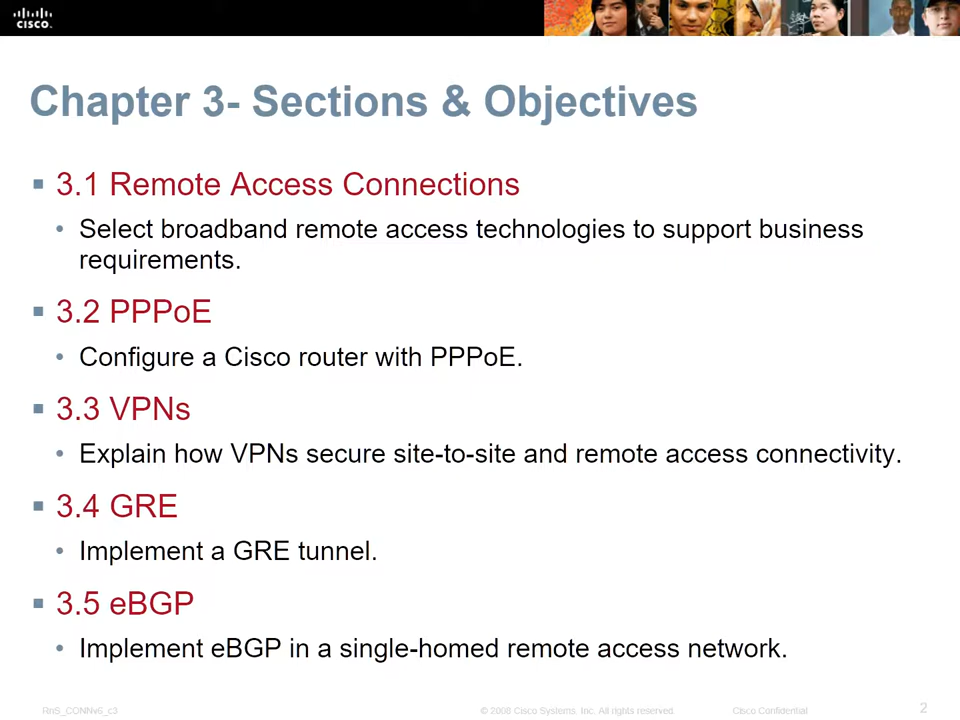 CISCO.
Chapter 3- Sections & Objectives
▪ 3.1 Remote Access Connections
• Select broadband remote access technologies to support business
requirements.
▪ 3.2 PPPoE
• Configure a Cisco router with PPPoE.
▪ 3.3 VPNs
• Explain how VPNs secure site-to-site and remote access connectivity.
▪ 3.4 GRE
• Implement a GRE tunnel.
▪ 3.5 eBGP
• Implement eBGP in a single-homed remote access network.
RnS_CONNv6_c3 © 2008 Cisco Systems, Inc. All rights reserved. Cisco Confidential 2